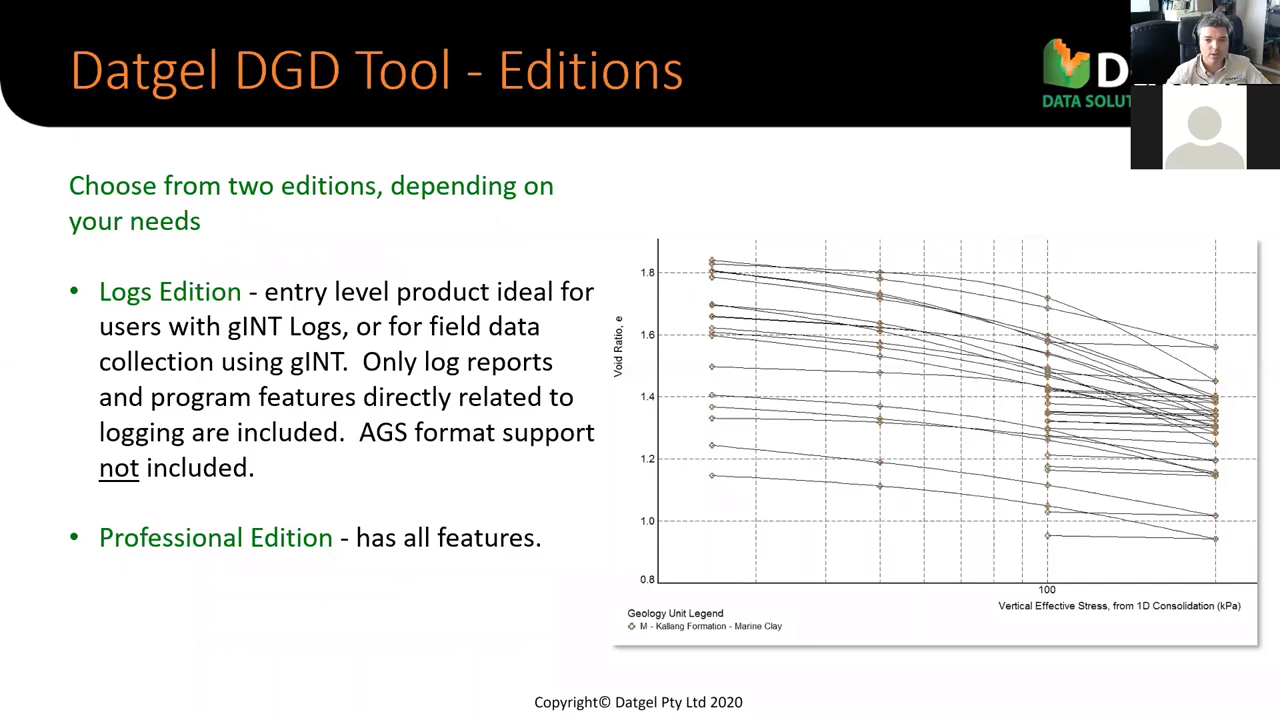 Datgel DGD Tool - Editions
DATA SOLUT
Choose from two editions, depending on
your needs
• Logs Edition - entry level product ideal for
users with gINT Logs, or for field data
collection using gINT.  Only log reports
and program features directly related to
logging are included.  AGS format support
not included.
• Professional Edition - has all features.
Void Ratio, e
1.8
1.6
1.4
1.2
1.0
0.8
100
Vertical Effective Stress, from 1D Consolidation (kPa)
Geology Unit Legend
M - Kallang Formation - Marine Clay
Copyright© Datgel Pty Ltd 2020